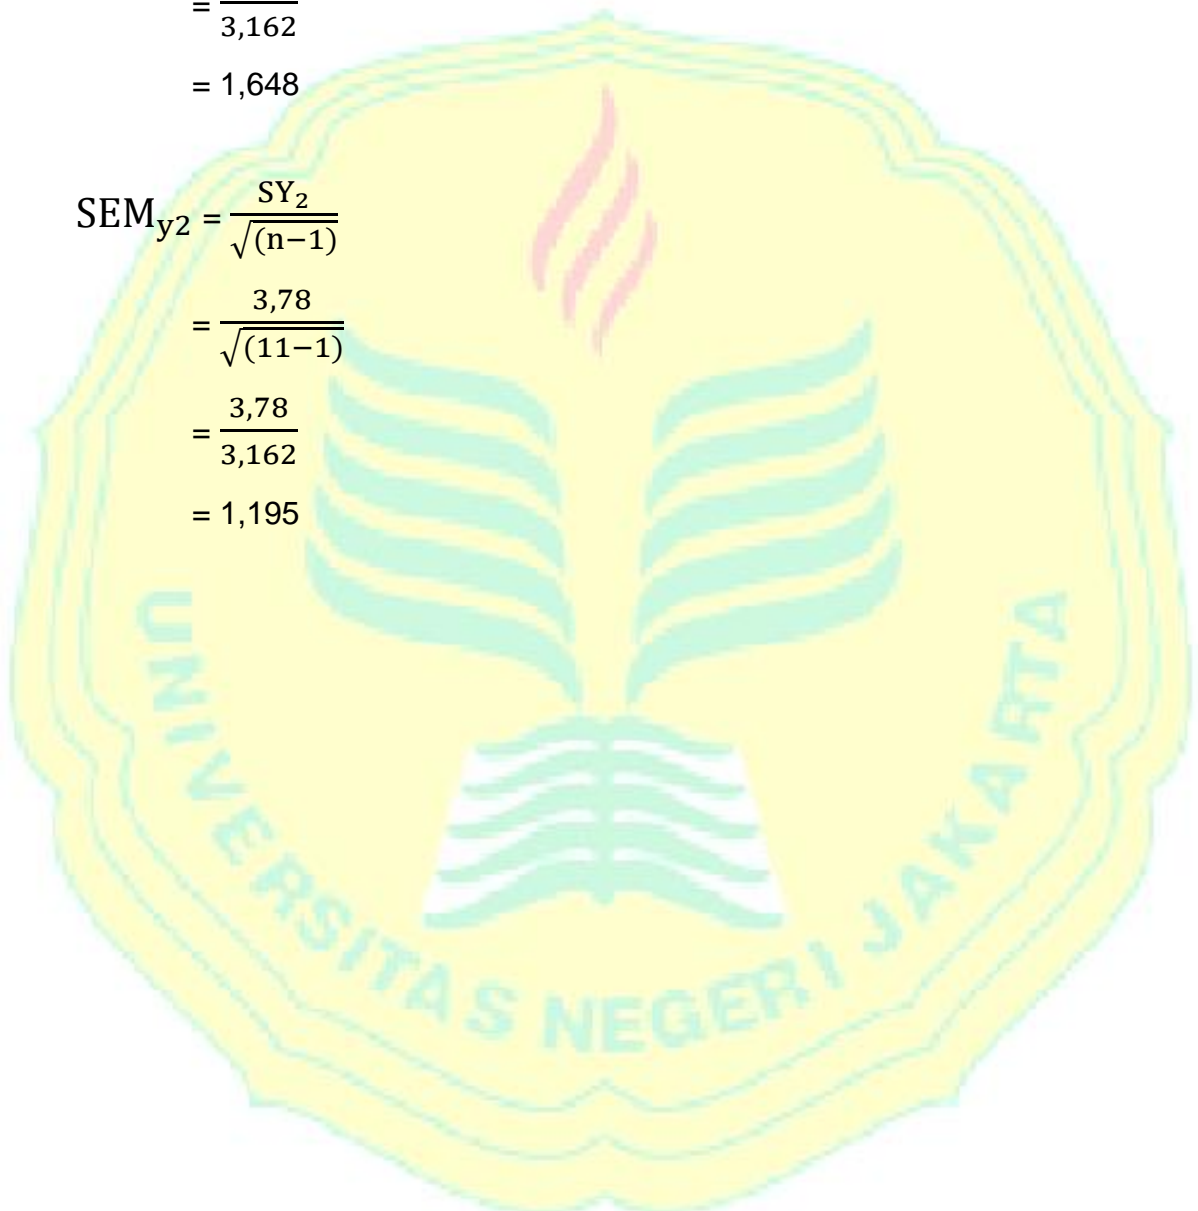 = ‾3,162
= 1,648
SEMy2 = SY₂/√(n−1)
= 3,78/√(11−1)
= 3,78/3,162
= 1,195
UNIVERSITAS NEGERI JAKARTA